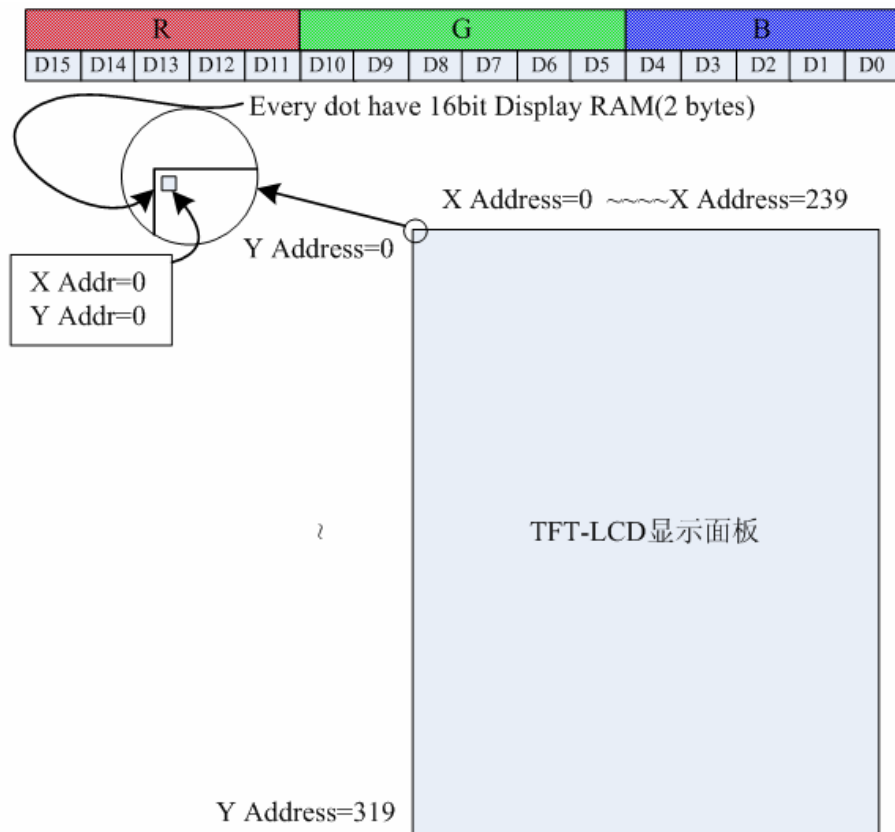 R G B
D15 D14 D13 D12 D11 D10 D9 D8 D7 D6 D5 D4 D3 D2 D1 D0
Every dot have 16bit Display RAM(2 bytes)
X Address=0 ~~~~X Address=239
Y Address=0
X Addr=0
Y Addr=0
~
TFT-LCD显示面板
Y Address=319